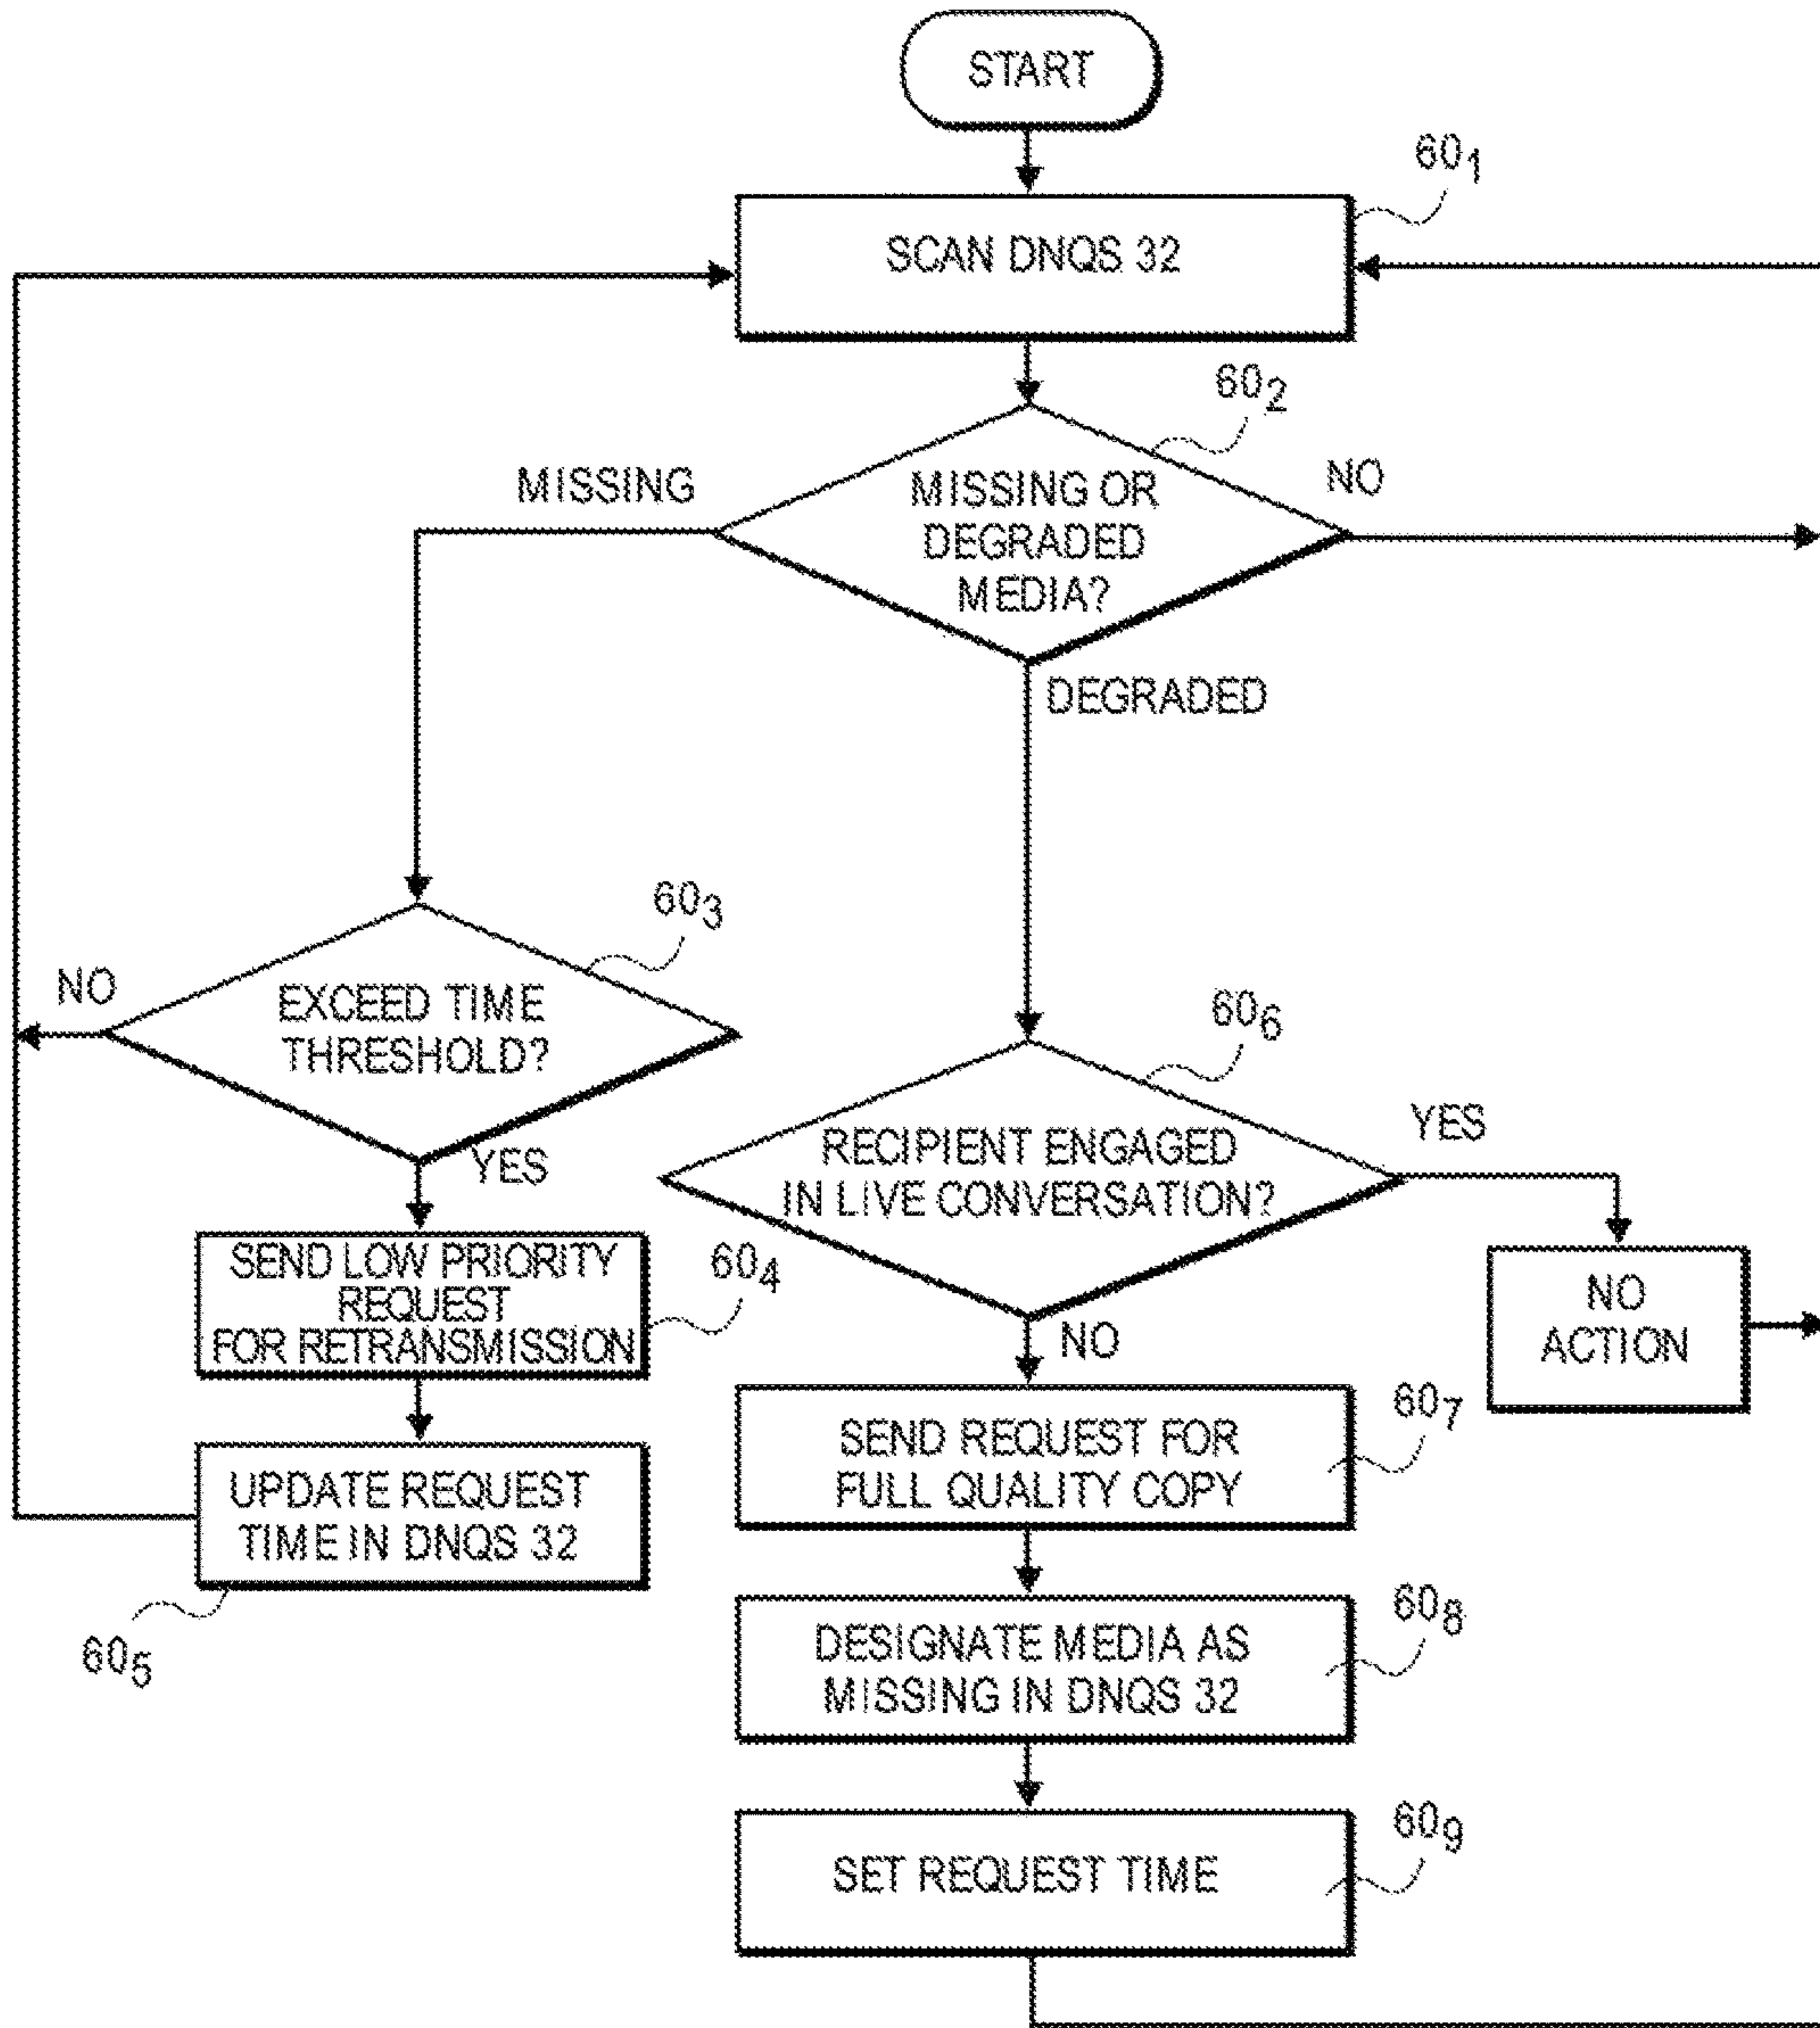 START
60₁
SCAN DNQS 32
60₂
MISSING
MISSING OR
DEGRADED
MEDIA?
NO
DEGRADED
60₃
NO
EXCEED TIME
THRESHOLD?
YES
60₆
RECIPIENT ENGAGED
IN LIVE CONVERSATION?
YES
SEND LOW PRIORITY
REQUEST
FOR RETRANSMISSION
60₄
NO
ACTION
NO
UPDATE REQUEST
TIME IN DNQS 32
60₅
SEND REQUEST FOR
FULL QUALITY COPY
60₇
DESIGNATE MEDIA AS
MISSING IN DNQS 32
60₈
SET REQUEST TIME
60₉